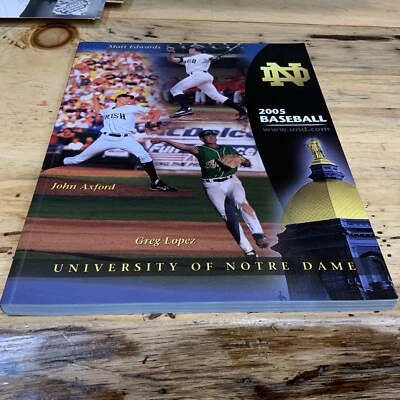 Matt Edwards
ND
2005
BASEBALL
www.und.com
IRISH
John Axford
Greg Lopez
UNIVERSITY OF NOTRE DAME